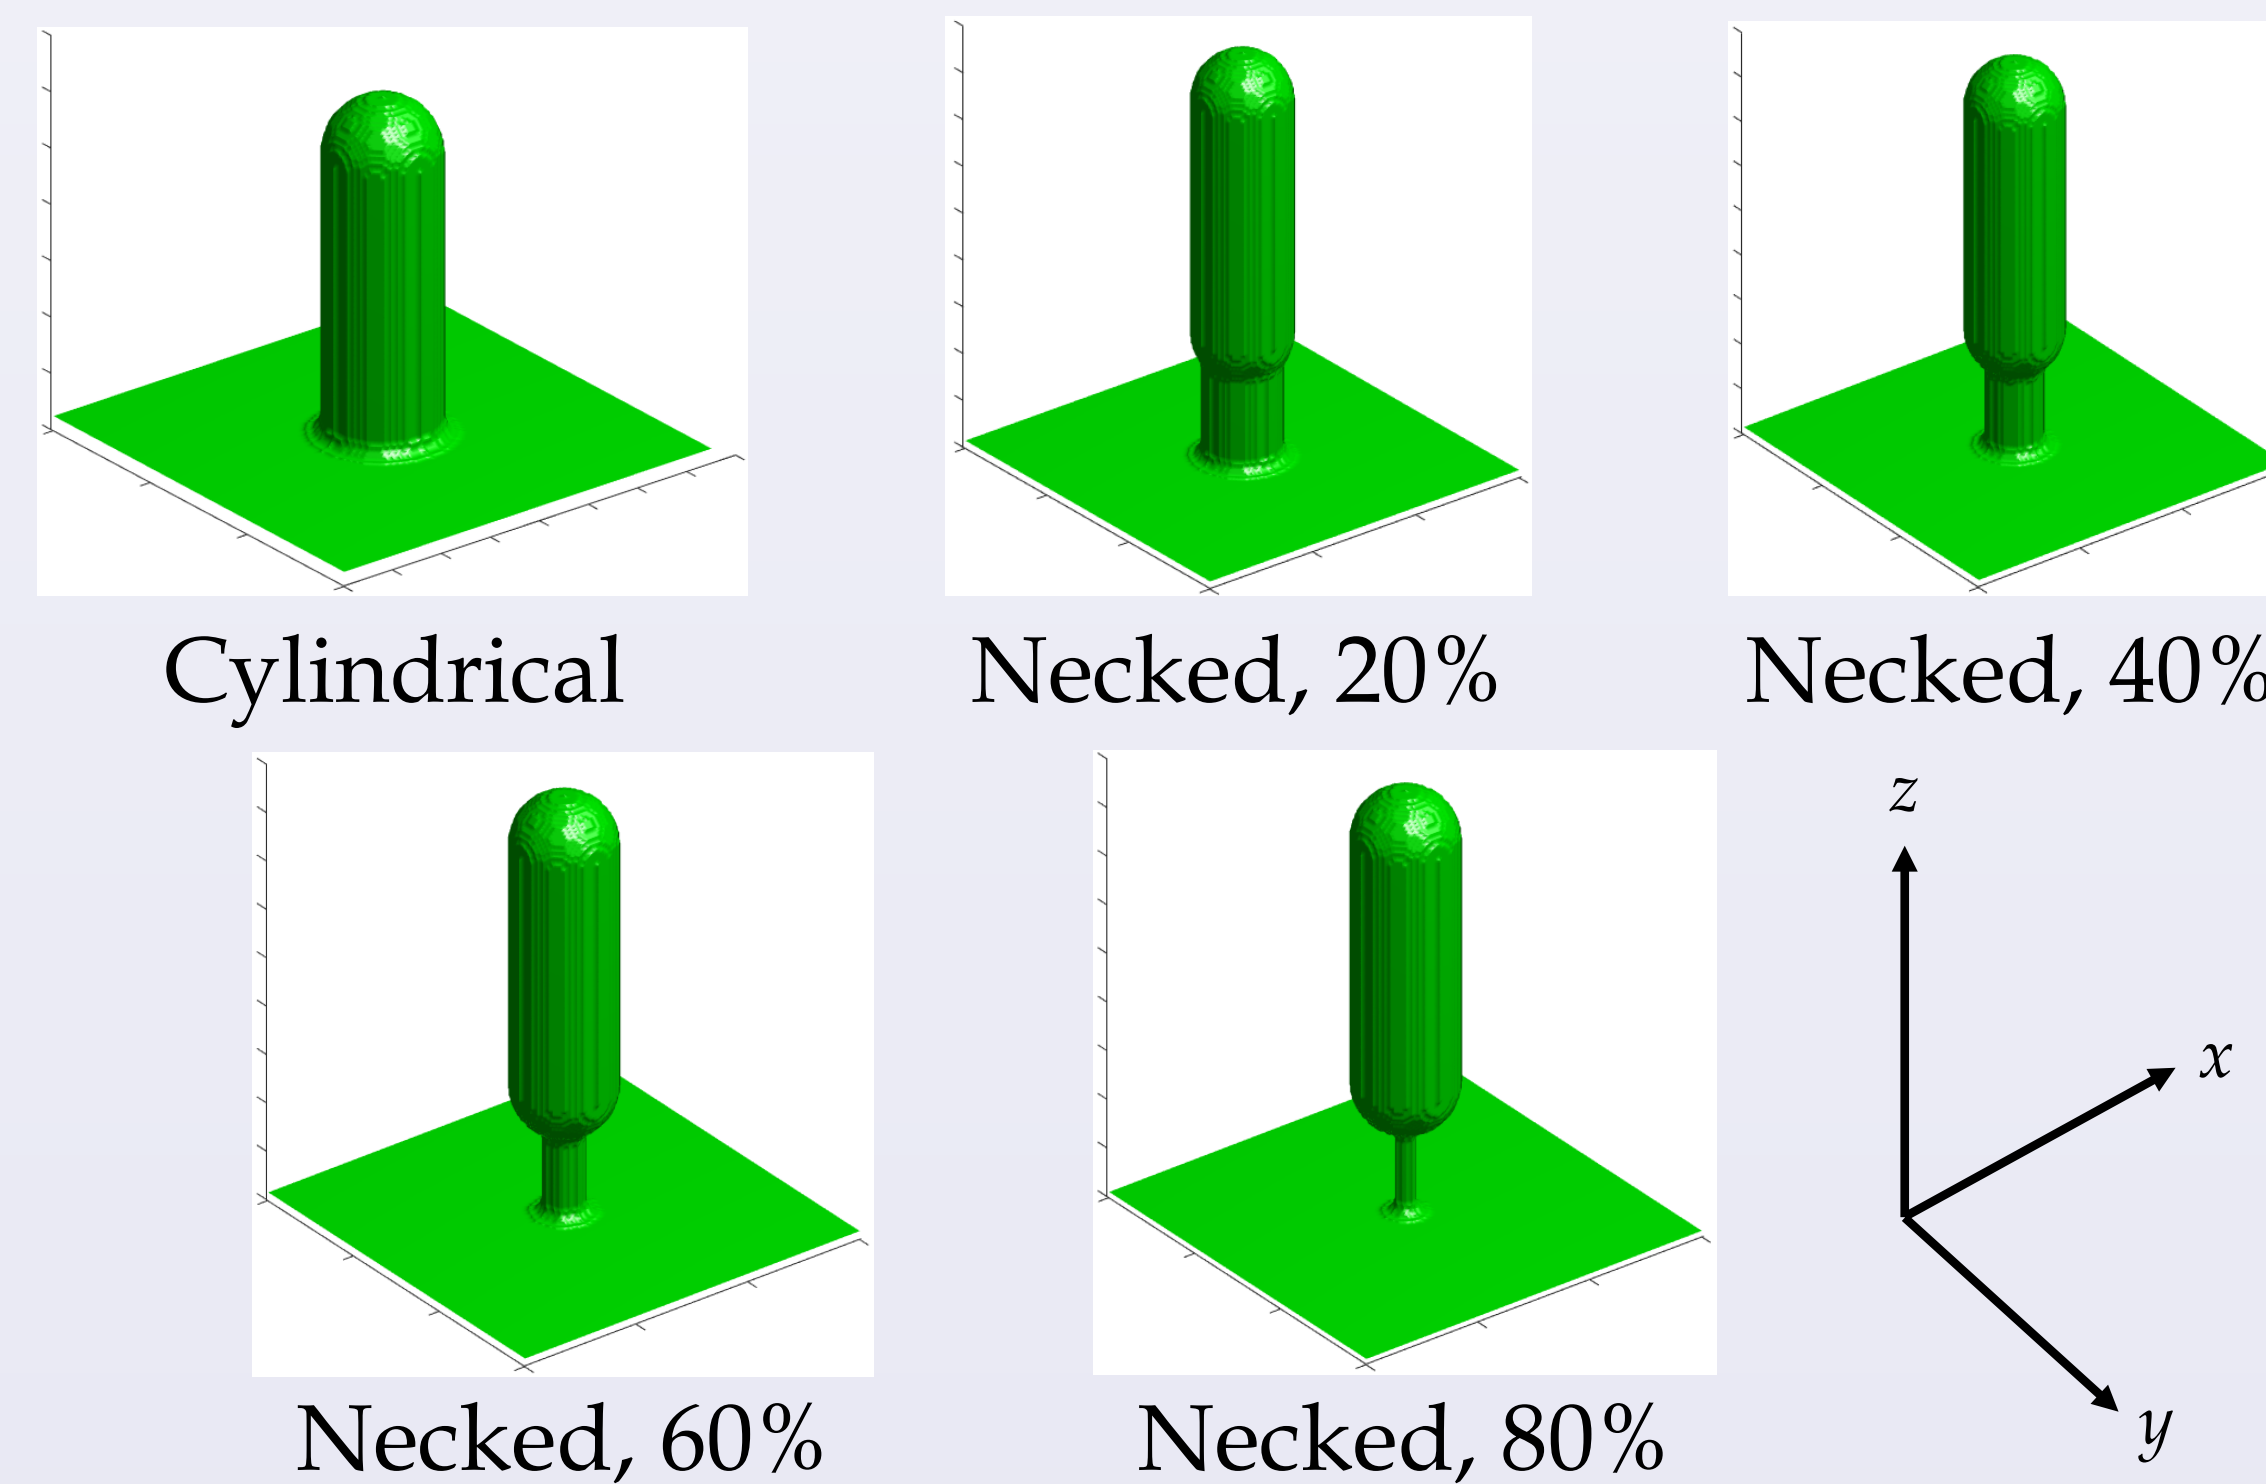 Cylindrical
Necked, 20%
Necked, 40%
z
x
y
Necked, 60%
Necked, 80%